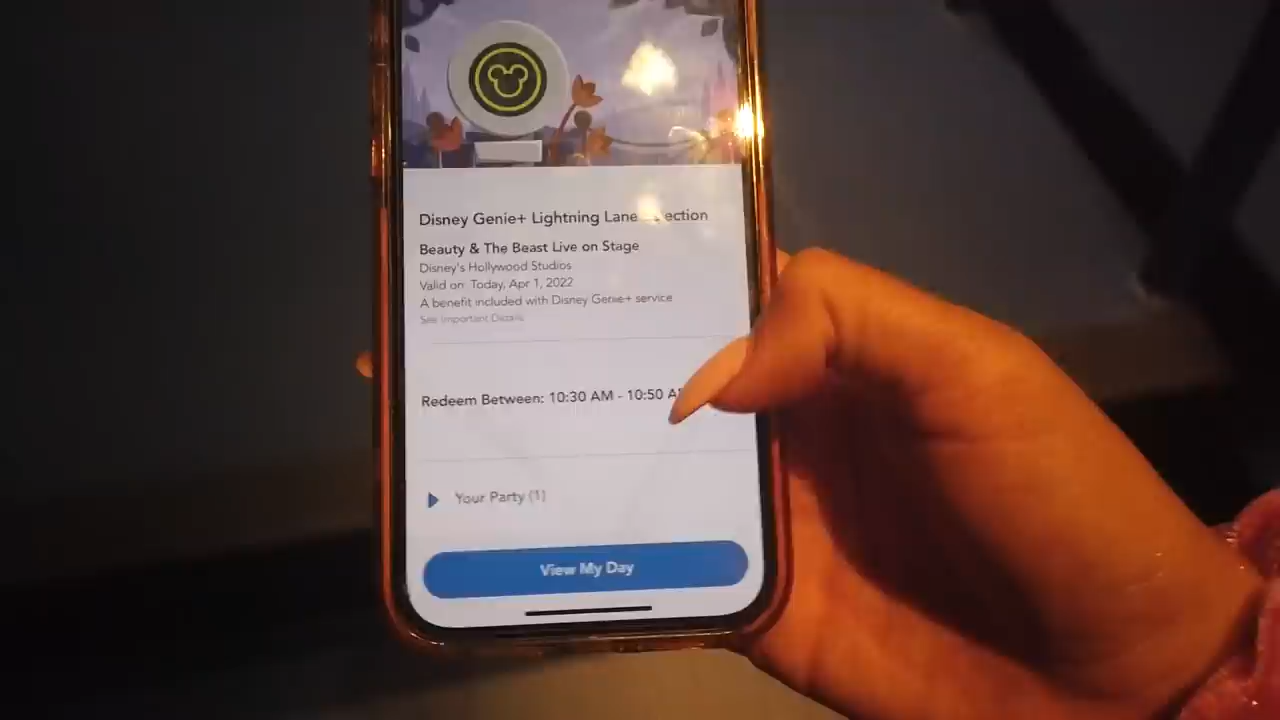 Disney Genie+ Lightning Lane ection
Beauty & The Beast Live on Stage
Disney's Hollywood Studios
Valid on: Today, Apr 1, 2022
A benefit included with Disney Genie+ service
See Important Details
Redeem Between: 10:30 AM - 10:50 A
Your Party (1)
View My Day